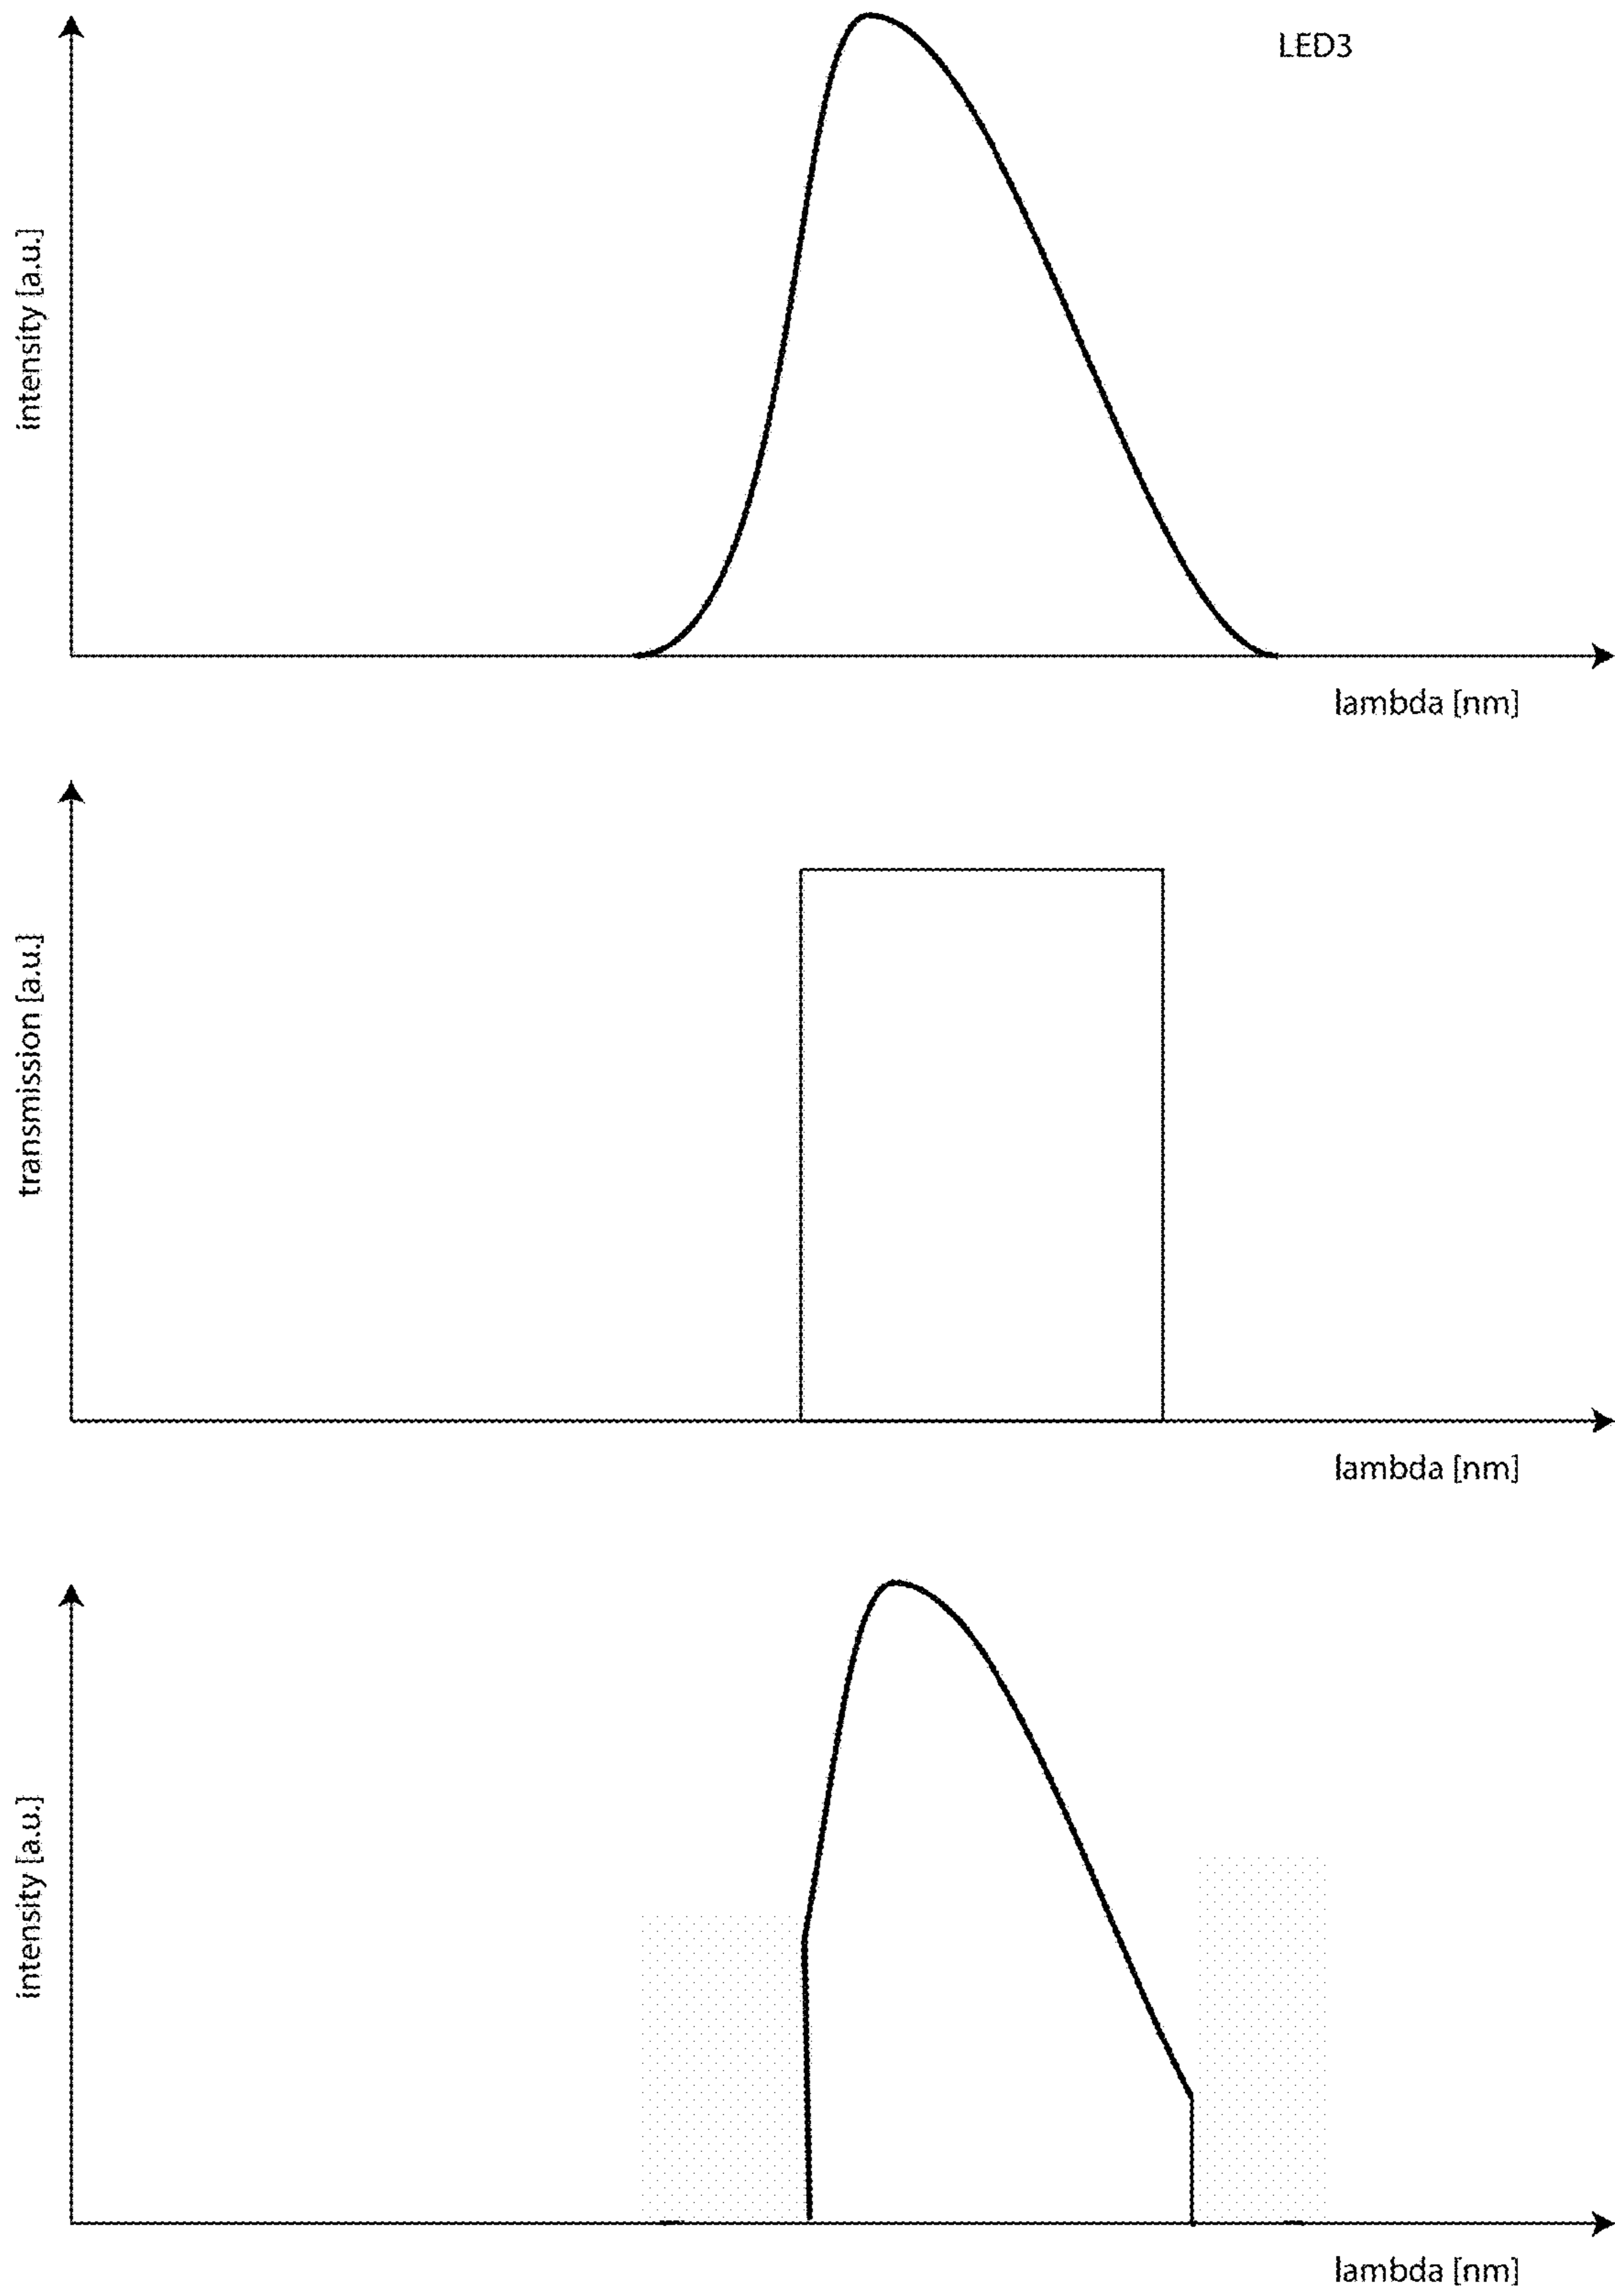 LED3
intensity [a.u.]
lambda [nm]
transmission [a.u.]
lambda [nm]
intensity [a.u.]
lambda [nm]